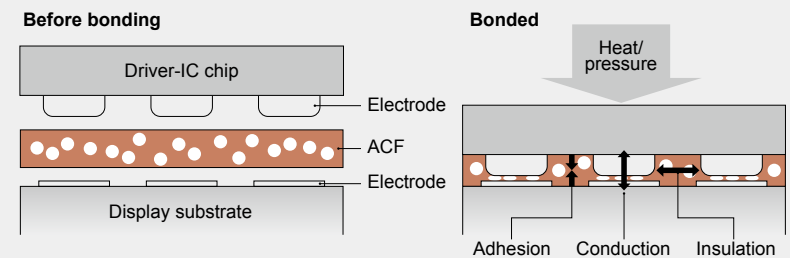 Before bonding
Driver-IC chip
Electrode
ACF
Electrode
Display substrate
Bonded
Heat/
pressure
Adhesion
Conduction
Insulation